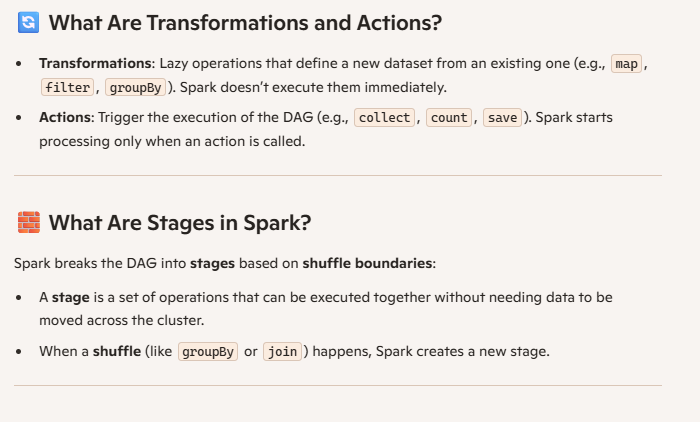 What Are Transformations and Actions?
Transformations: Lazy operations that define a new dataset from an existing one (e.g., map,
filter, groupBy). Spark doesn’t execute them immediately.
Actions: Trigger the execution of the DAG (e.g., collect, count, save). Spark starts
processing only when an action is called.
What Are Stages in Spark?
Spark breaks the DAG into stages based on shuffle boundaries:
A stage is a set of operations that can be executed together without needing data to be
moved across the cluster.
When a shuffle (like groupBy or join) happens, Spark creates a new stage.